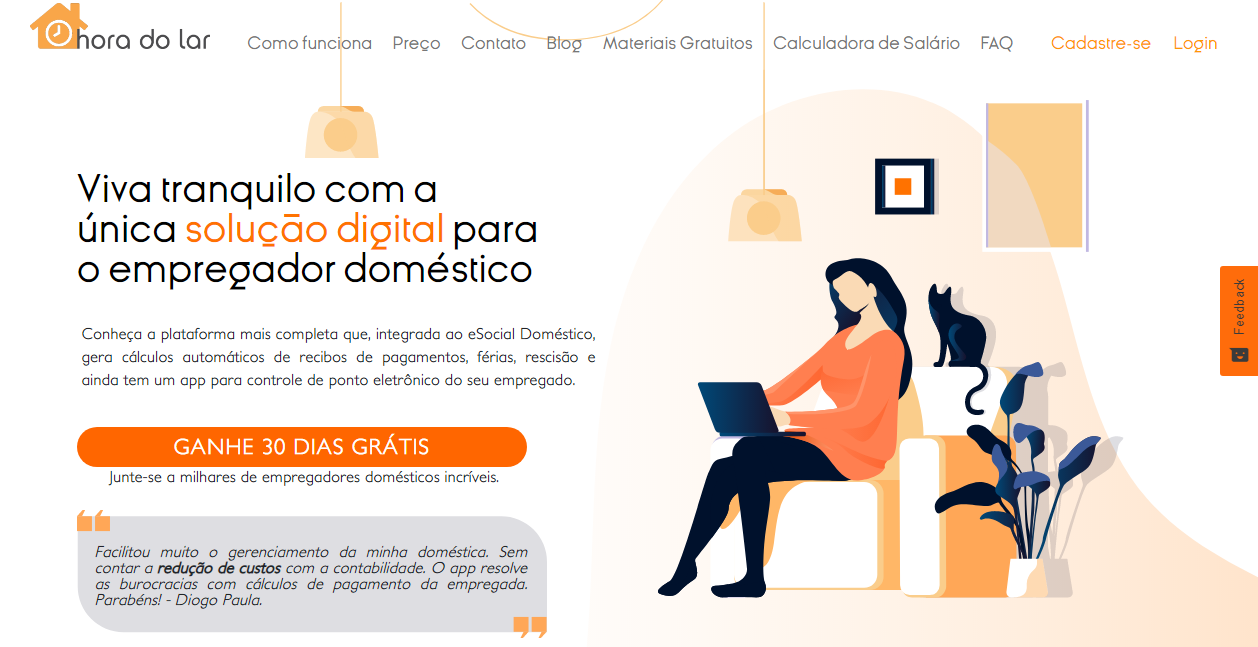 hora do lar
Como funciona Preço Contato Blog Materiais Gratuitos Calculadora de Salário FAQ Cadastre-se Login
Viva tranquilo com a
única solução digital para
o empregador doméstico
Conheça a plataforma mais completa que, integrada ao eSocial Doméstico,
gera cálculos automáticos de recibos de pagamentos, férias, rescisão e
ainda tem um app para controle de ponto eletrônico do seu empregado.
GANHE 30 DIAS GRÁTIS
Junte-se a milhares de empregadores domésticos incríveis.
Facilitou muito o gerenciamento da minha doméstica. Sem
contar a redução de custos com a contabilidade. O app resolve
as burocracias com cálculos de pagamento da empregada.
Parabéns! - Diogo Paula.
Feedback